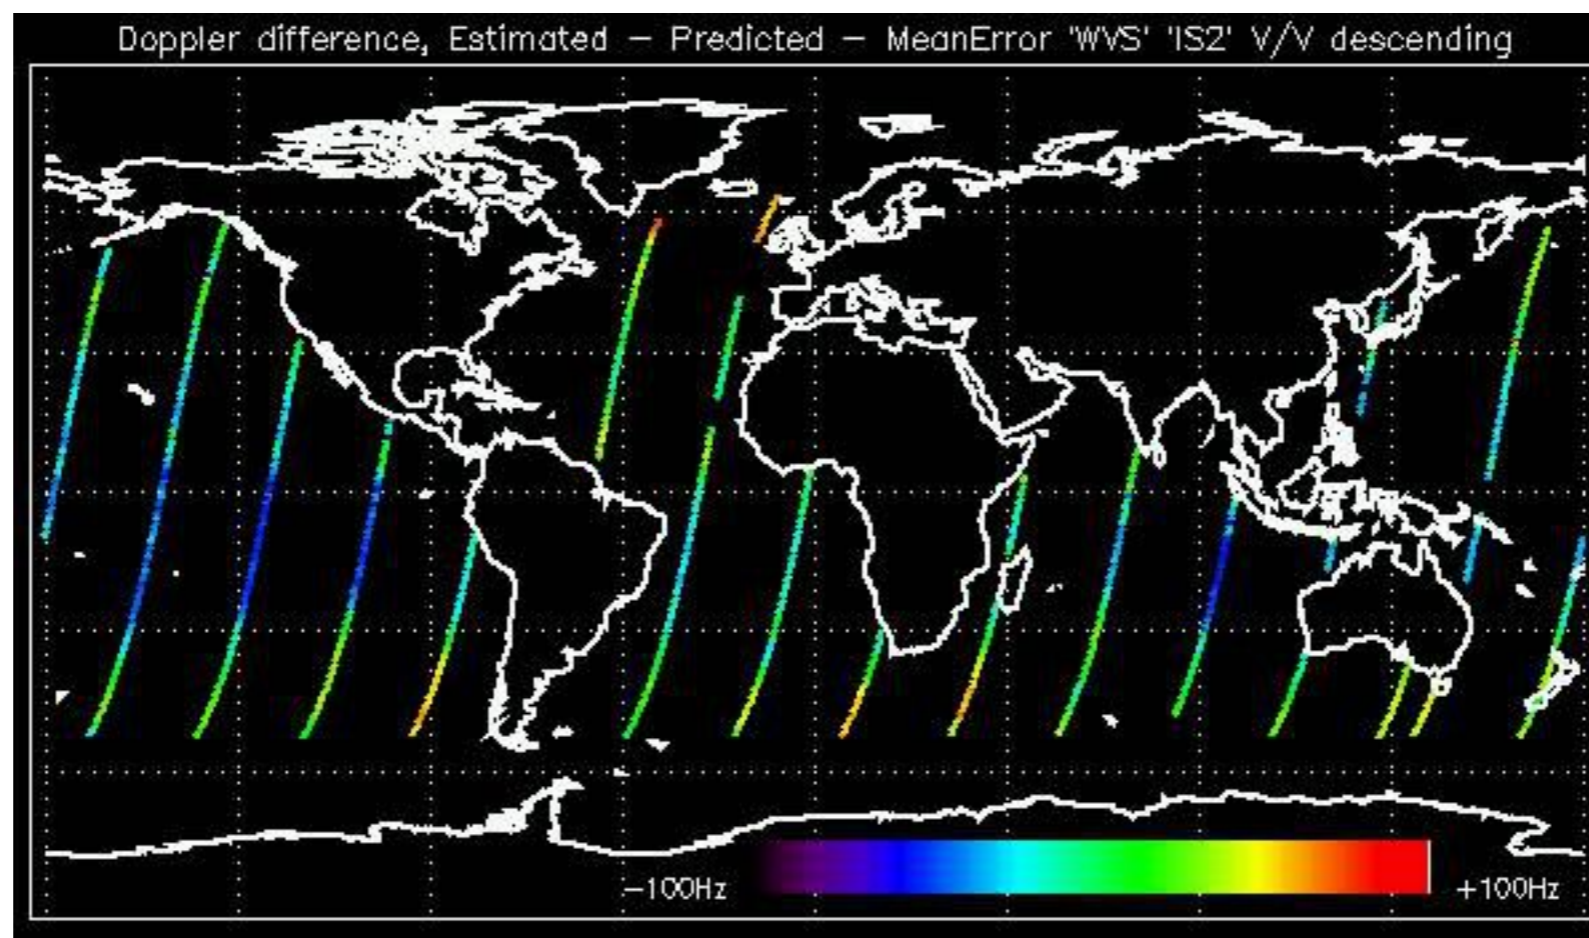 Doppler difference, Estimated – Predicted – MeanError 'WVS' 'IS2' V/V descending
–100Hz
+100Hz